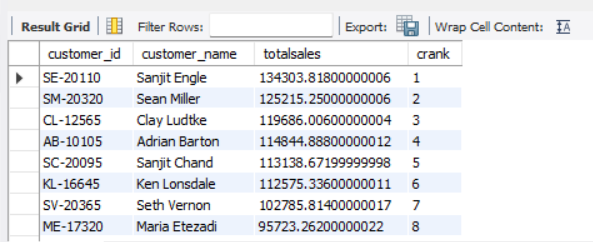 Result Grid Filter Rows: Export: Wrap Cell Content: IA
customer_id customer_name totalsales crank
SE-20110 Sanjit Engle 134303.81800000006 1
SM-20320 Sean Miller 125215.25000000006 2
CL-12565 Clay Ludtke 119686.00600000004 3
AB-10105 Adrian Barton 114844.88800000012 4
SC-20095 Sanjit Chand 113138.67199999998 5
KL-16645 Ken Lonsdale 112575.33600000011 6
SV-20365 Seth Vernon 102785.81400000017 7
ME-17320 Maria Etezadi 95723.26200000022 8